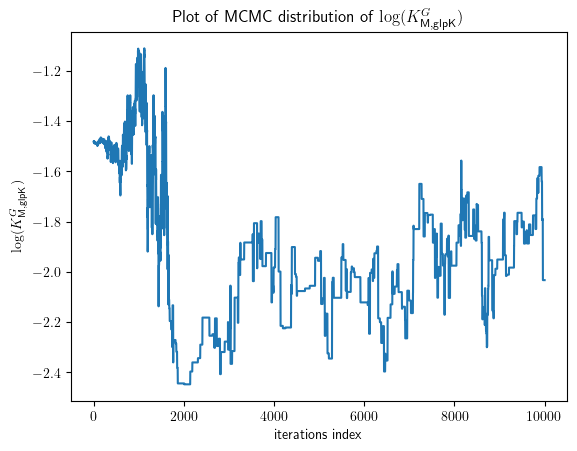 Plot of MCMC distribution of log(K^G_{M,glpK})
−1.2
−1.4
−1.6
−1.8
−2.0
−2.2
−2.4
log(K^G_{M,glpK})
0 2000 4000 6000 8000 10000
iterations index